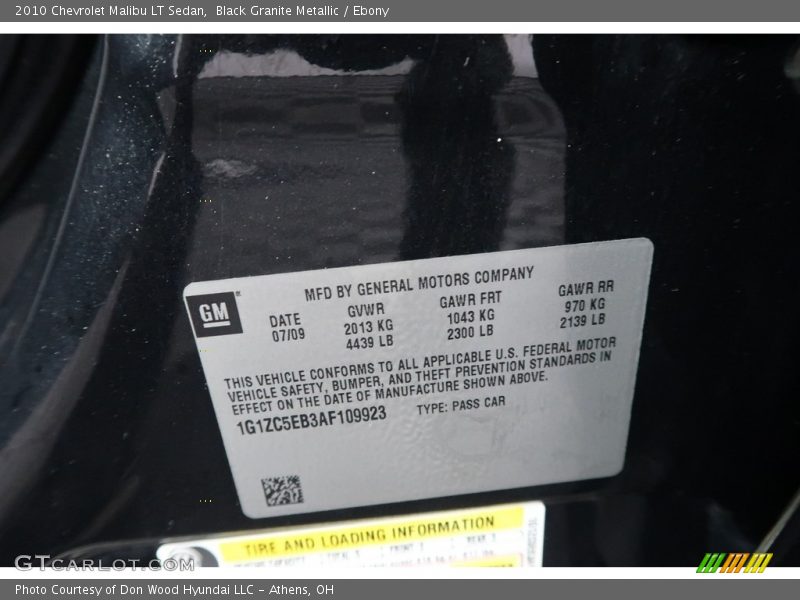 2010 Chevrolet Malibu LT Sedan, Black Granite Metallic / Ebony
GM
MFD BY GENERAL MOTORS COMPANY
DATE GVWR GAWR FRT GAWR RR
07/09 2013 KG 1043 KG 970 KG
4439 LB 2300 LB 2139 LB
THIS VEHICLE CONFORMS TO ALL APPLICABLE U.S. FEDERAL MOTOR
VEHICLE SAFETY, BUMPER, AND THEFT PREVENTION STANDARDS IN
EFFECT ON THE DATE OF MANUFACTURE SHOWN ABOVE.
1G1ZC5EB3AF109923 TYPE: PASS CAR
TIRE AND LOADING INFORMATION
GTCARLOT.COM
Photo Courtesy of Don Wood Hyundai LLC - Athens, OH